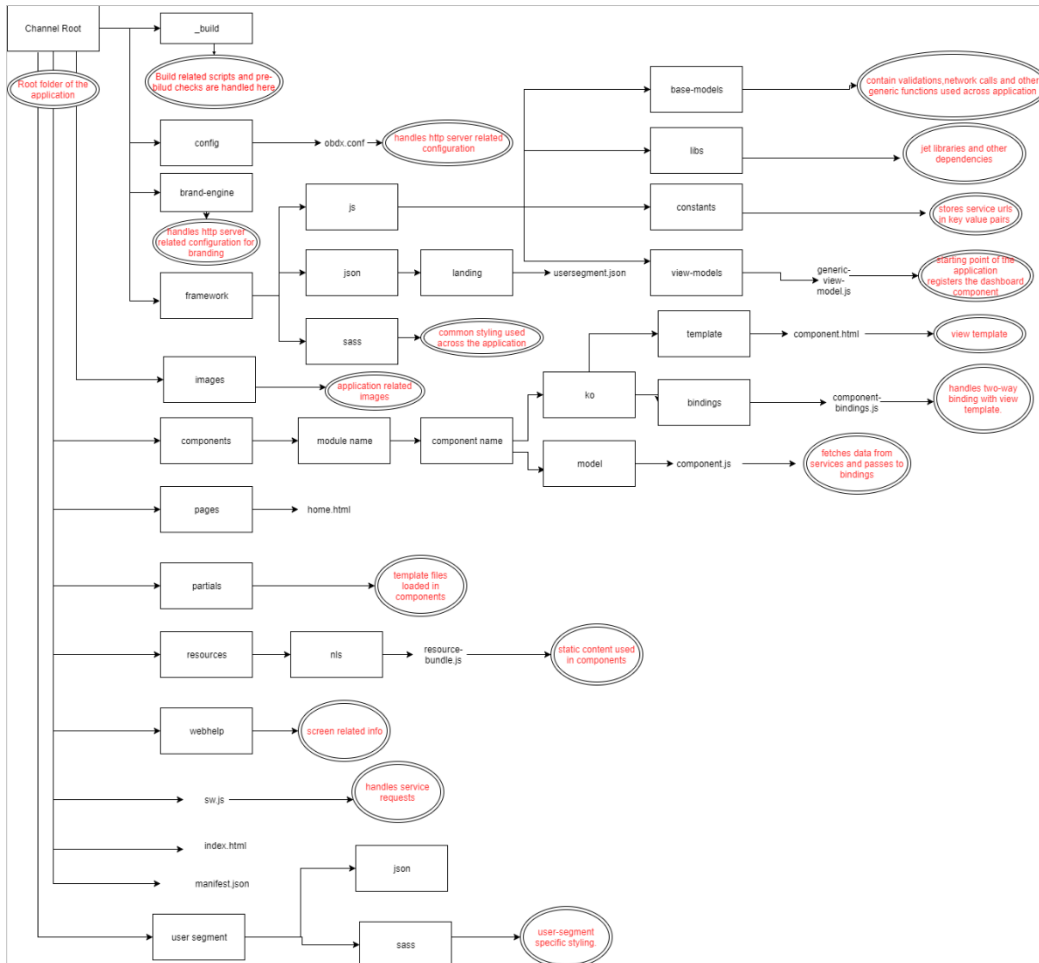 Channel Root
_build
Root folder of the
application
Build related scripts and pre-
bilud checks are handled here
base-models
contain validations,network calls and other
generic functions used across application
config
obdx.conf
handles http server related
configuration
libs
jet libraries and other
dependencies
brand-engine
js
constants
stores service urls
in key value pairs
handles http server
related configuration for
branding
framework
json
landing
usersegment.json
view-models
generic-
view-
model.js
starting point of the
application
registers the dashboard
component
sass
common styling used
across the application
template
component.html
view template
images
application related
images
ko
bindings
component-
bindings.js
handles two-way
binding with view
template.
components
module name
component name
model
component.js
fetches data from
services and passes to
bindings
pages
home.html
partials
template files
loaded in
components
resources
nls
resource-
bundle.js
static content used
in components
webhelp
screen related info
sw.js
handles service
requests
index.html
json
manifest.json
user segment
sass
user-segment
specific styling.